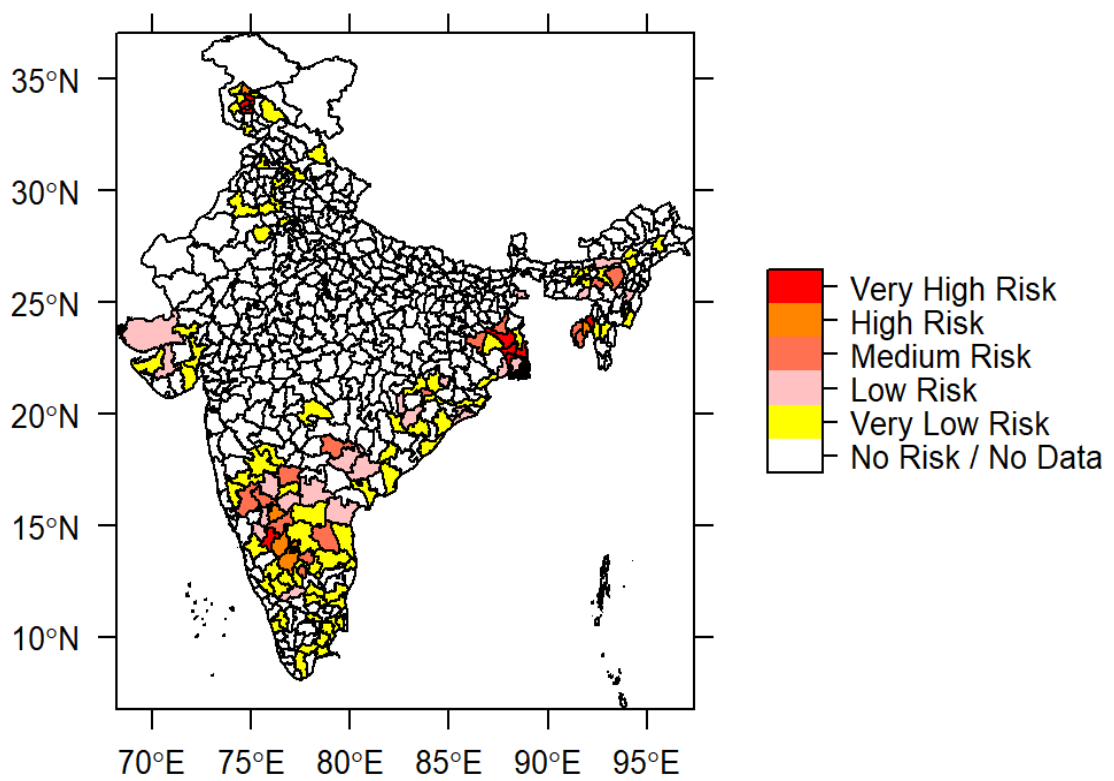 35°N
30°N
25°N
20°N
15°N
10°N
70°E 75°E 80°E 85°E 90°E 95°E
Very High Risk
High Risk
Medium Risk
Low Risk
Very Low Risk
No Risk / No Data